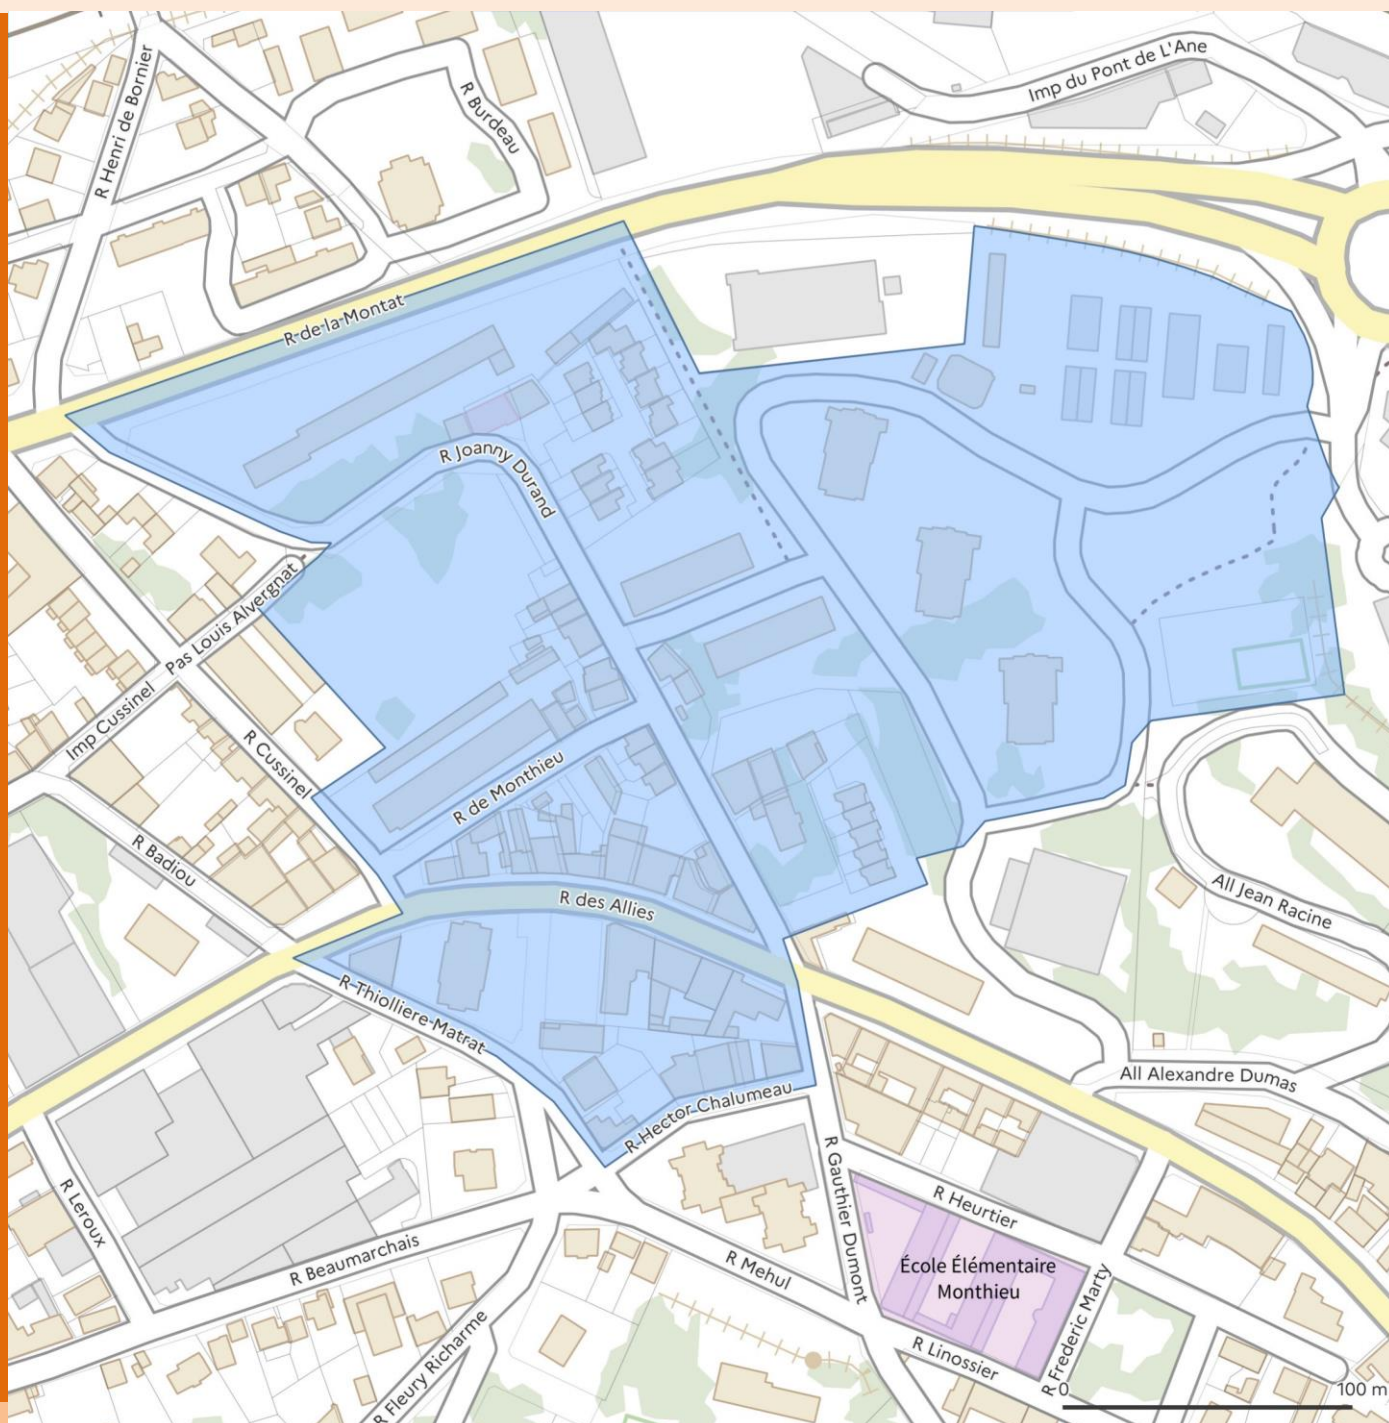 Imp du Pont de L'Ane
R Henri de Bornier
R Burdeau
R de la Montat
R Joanny Durand
Pas Louis Alvergnat
Imp Cussinel
R Cussinel
R de Monthieu
R Badiou
R des Allies
All Jean Racine
R Thiolliere Matrat
All Alexandre Dumas
R Hector Chalumeau
R Gauthier Dumont
R Leroux
R Heurtier
R Beaumarchais
R Mehul
École Élémentaire
Monthieu
R Frederic Marty
R Fleury Richarme
R Linossier
0
100 m